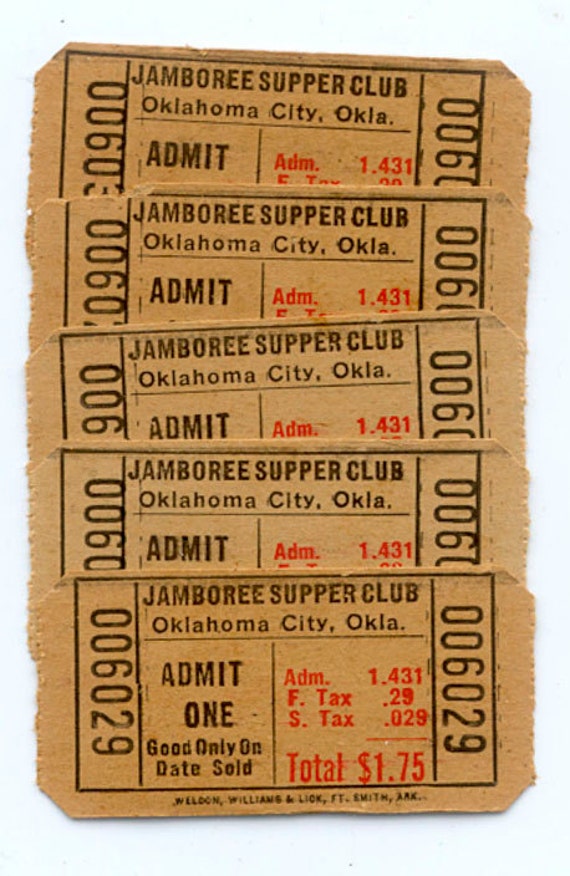 JAMBOREE SUPPER CLUB
Oklahoma City, Okla.
ADMIT
Adm. 1.431
JAMBOREE SUPPER CLUB
Oklahoma City, Okla.
ADMIT
Adm. 1.431
JAMBOREE SUPPER CLUB
Oklahoma City, Okla.
ADMIT
Adm. 1.431
JAMBOREE SUPPER CLUB
Oklahoma City, Okla.
ADMIT
Adm. 1.431
006029
JAMBOREE SUPPER CLUB
Oklahoma City, Okla.
ADMIT
ONE
Good Only On
Date Sold
Adm. 1.431
F. Tax .29
S. Tax .029
Total $1.75
006029
WELDON, WILLIAMS & LICK, FT. SMITH, ARK.